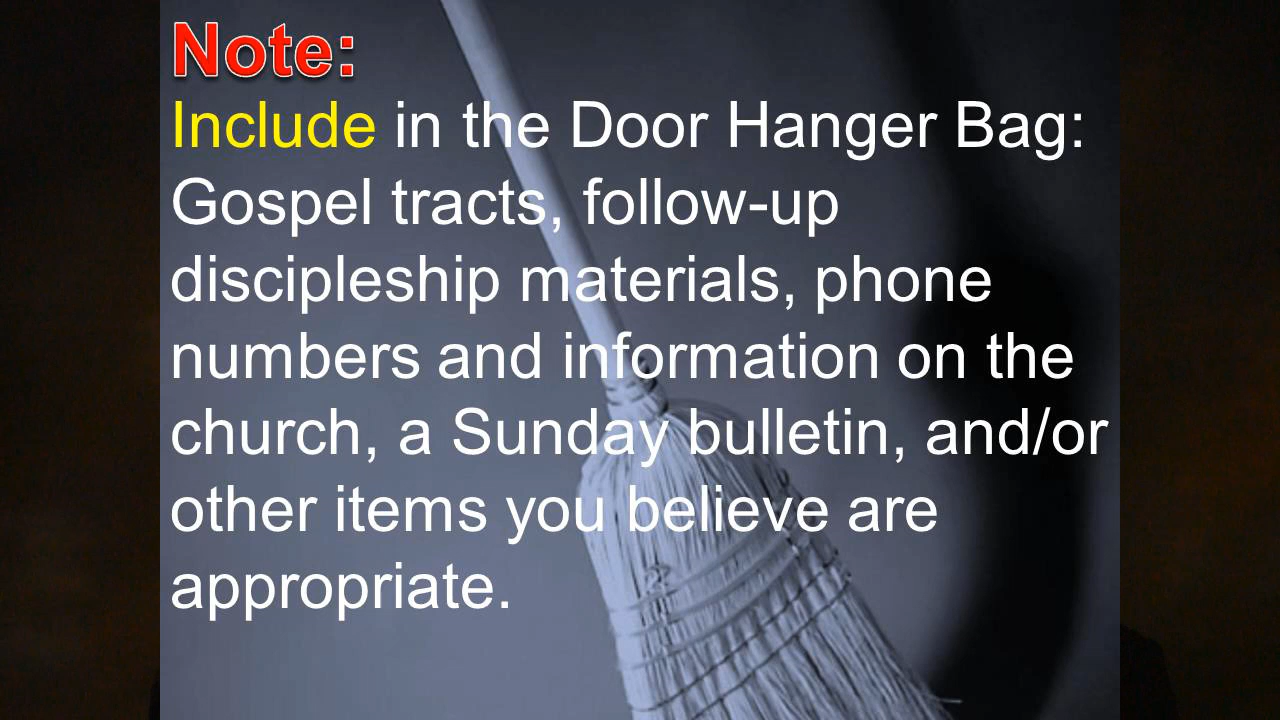 Note:
Include in the Door Hanger Bag:
Gospel tracts, follow-up
discipleship materials, phone
numbers and information on the
church, a Sunday bulletin, and/or
other items you believe are
appropriate.